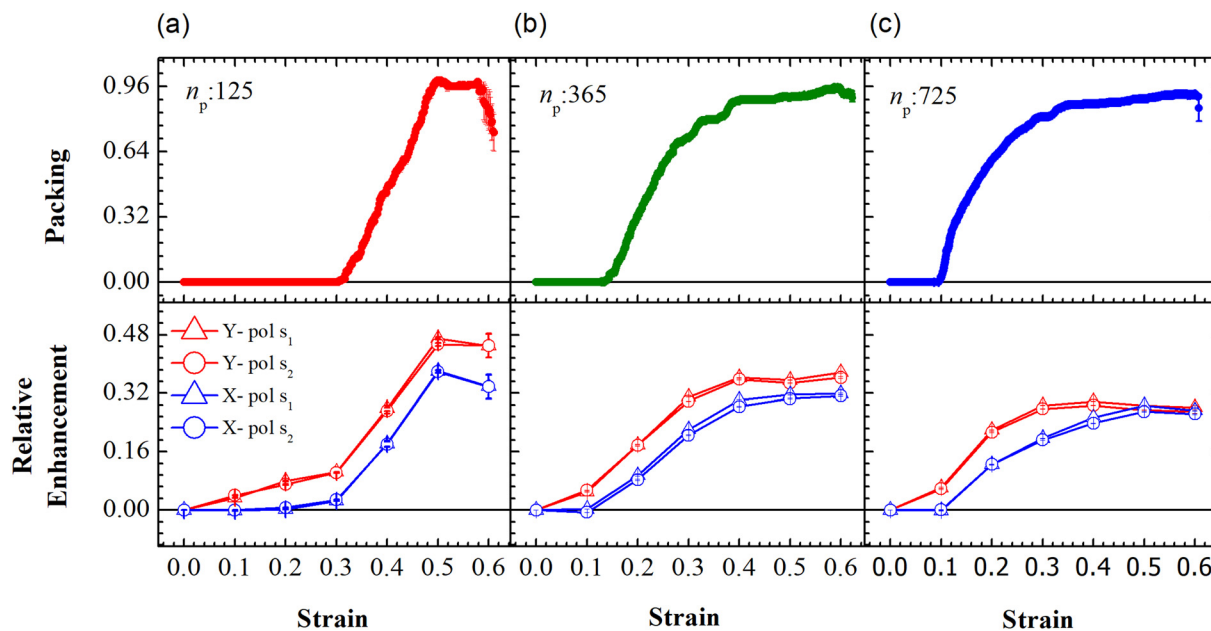 (a) (b) (c)
n_p:125 n_p:365 n_p:725
Packing
0.96
0.64
0.32
0.00
Relative
Enhancement
0.48
0.32
0.16
0.00
Y- pol s₁
Y- pol s₂
X- pol s₁
X- pol s₂
0.0 0.1 0.2 0.3 0.4 0.5 0.6 0.0 0.1 0.2 0.3 0.4 0.5 0.6 0.0 0.1 0.2 0.3 0.4 0.5 0.6
Strain Strain Strain